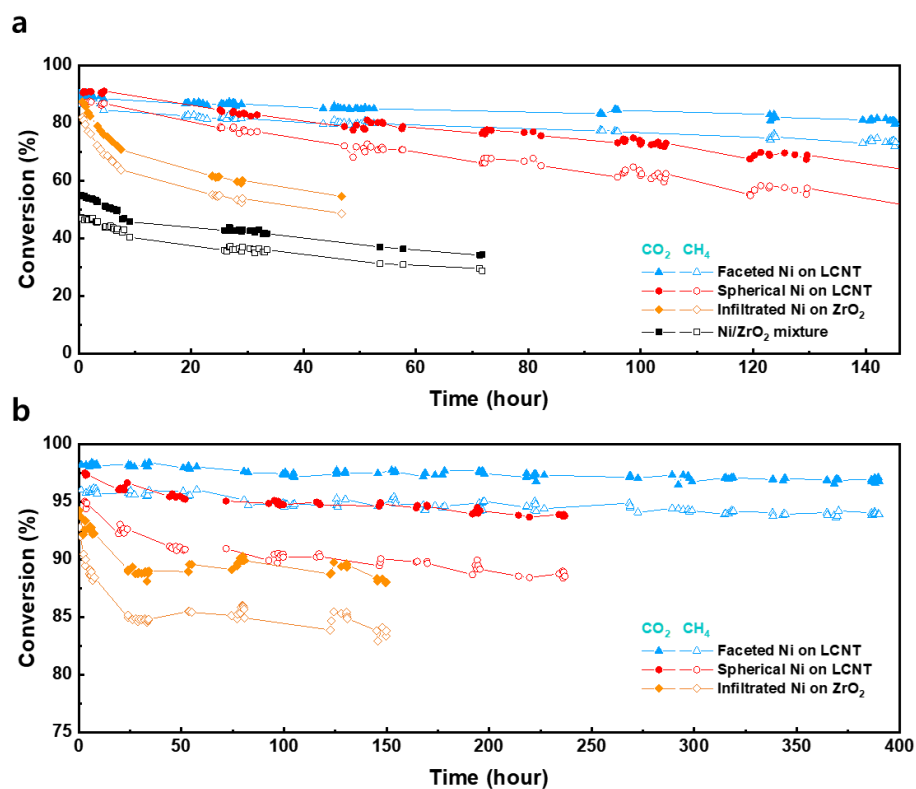 a
100
80
60
40
20
0
Conversion (%)
CO2 CH4
Faceted Ni on LCNT
Spherical Ni on LCNT
Infiltrated Ni on ZrO2
Ni/ZrO2 mixture
0 20 40 60 80 100 120 140
Time (hour)
b
100
95
90
85
80
75
Conversion (%)
CO2 CH4
Faceted Ni on LCNT
Spherical Ni on LCNT
Infiltrated Ni on ZrO2
0 50 100 150 200 250 300 350 400
Time (hour)